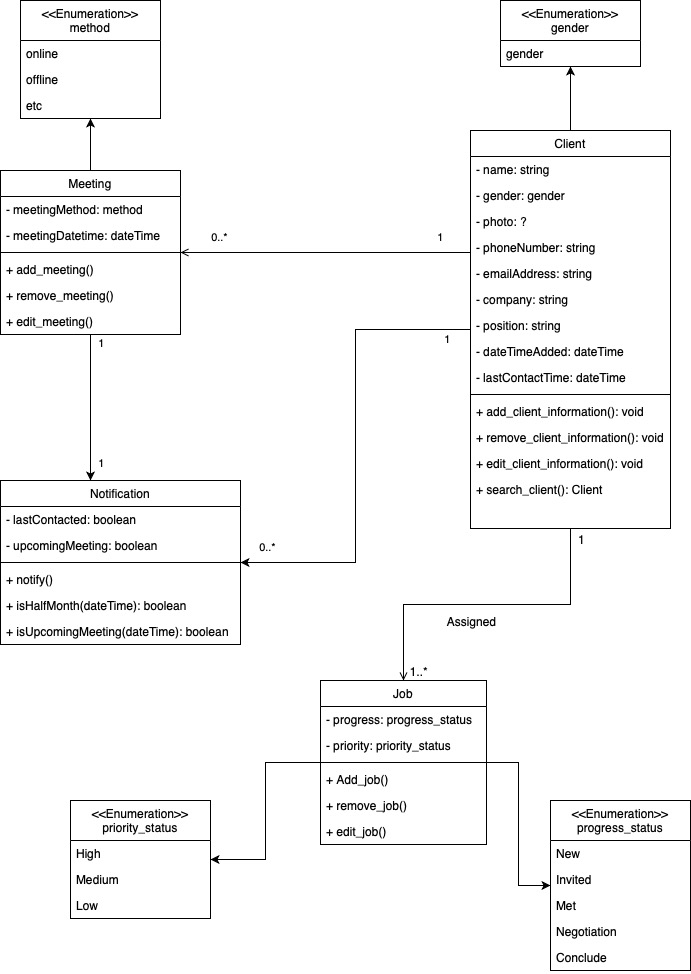 <<Enumeration>>
method
online
offline
etc
<<Enumeration>>
gender
gender
Meeting
- meetingMethod: method
- meetingDatetime: dateTime
+ add_meeting()
+ remove_meeting()
+ edit_meeting()
Client
- name: string
- gender: gender
- photo: ?
- phoneNumber: string
- emailAddress: string
- company: string
- position: string
- dateTimeAdded: dateTime
- lastContactTime: dateTime
+ add_client_information(): void
+ remove_client_information(): void
+ edit_client_information(): void
+ search_client(): Client
0..*
1
1
1
1
0..*
Notification
- lastContacted: boolean
- upcomingMeeting: boolean
+ notify()
+ isHalfMonth(dateTime): boolean
+ isUpcomingMeeting(dateTime): boolean
1
Assigned
1..*
Job
- progress: progress_status
- priority: priority_status
+ Add_job()
+ remove_job()
+ edit_job()
<<Enumeration>>
priority_status
High
Medium
Low
<<Enumeration>>
progress_status
New
Invited
Met
Negotiation
Conclude